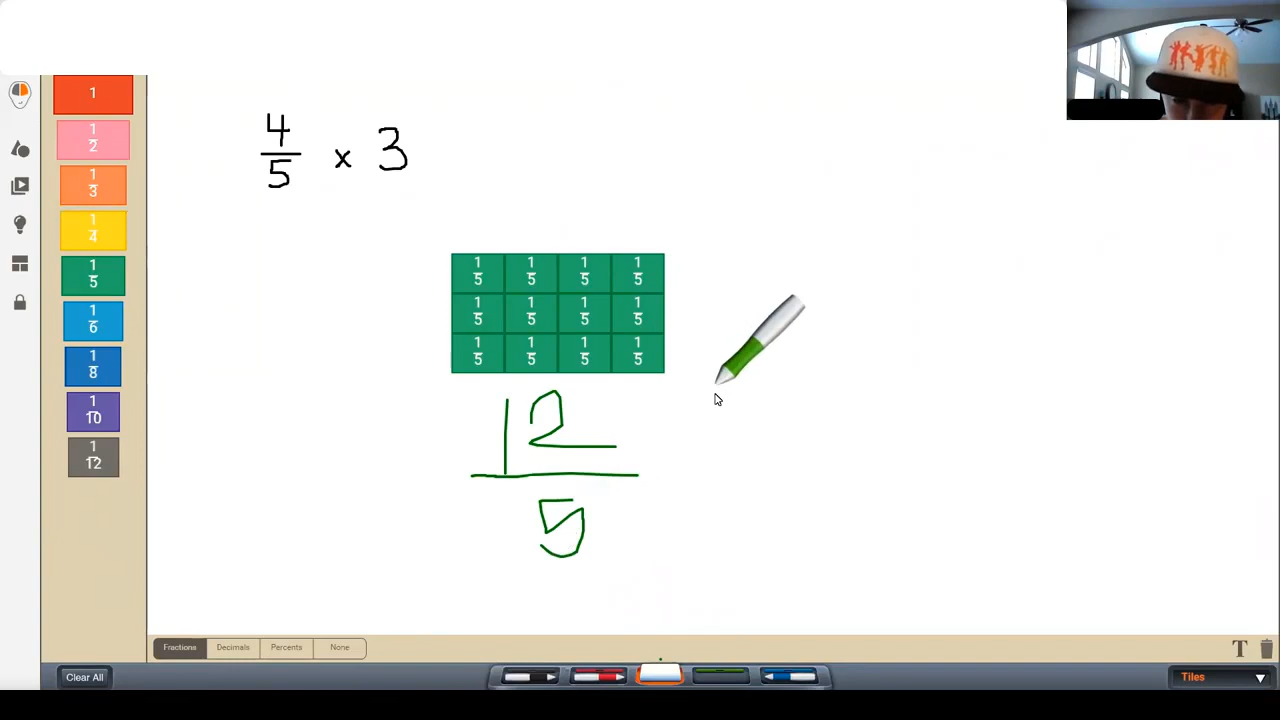 1
1/2
1/3
1/4
1/5
1/6
1/8
1/10
1/12
4/5 x 3
1/5 1/5 1/5 1/5
1/5 1/5 1/5 1/5
1/5 1/5 1/5 1/5
12/5
Fractions Decimals Percents None
T
Clear All
Tiles